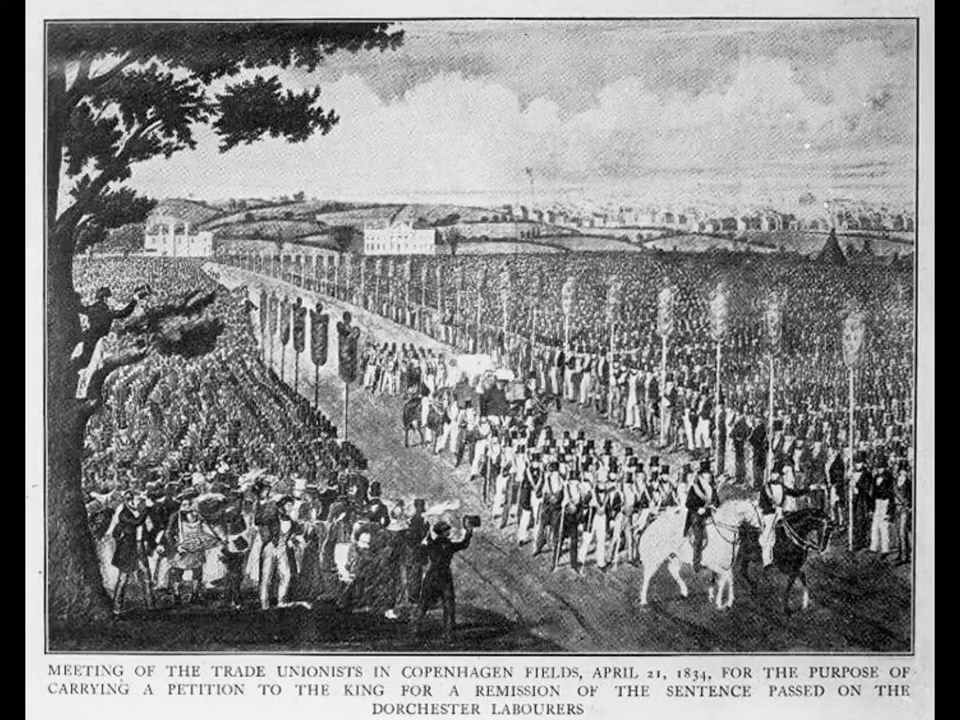 MEETING OF THE TRADE UNIONISTS IN COPENHAGEN FIELDS, APRIL 21, 1834, FOR THE PURPOSE OF
CARRYING A PETITION TO THE KING FOR A REMISSION OF THE SENTENCE PASSED ON THE
DORCHESTER LABOURERS